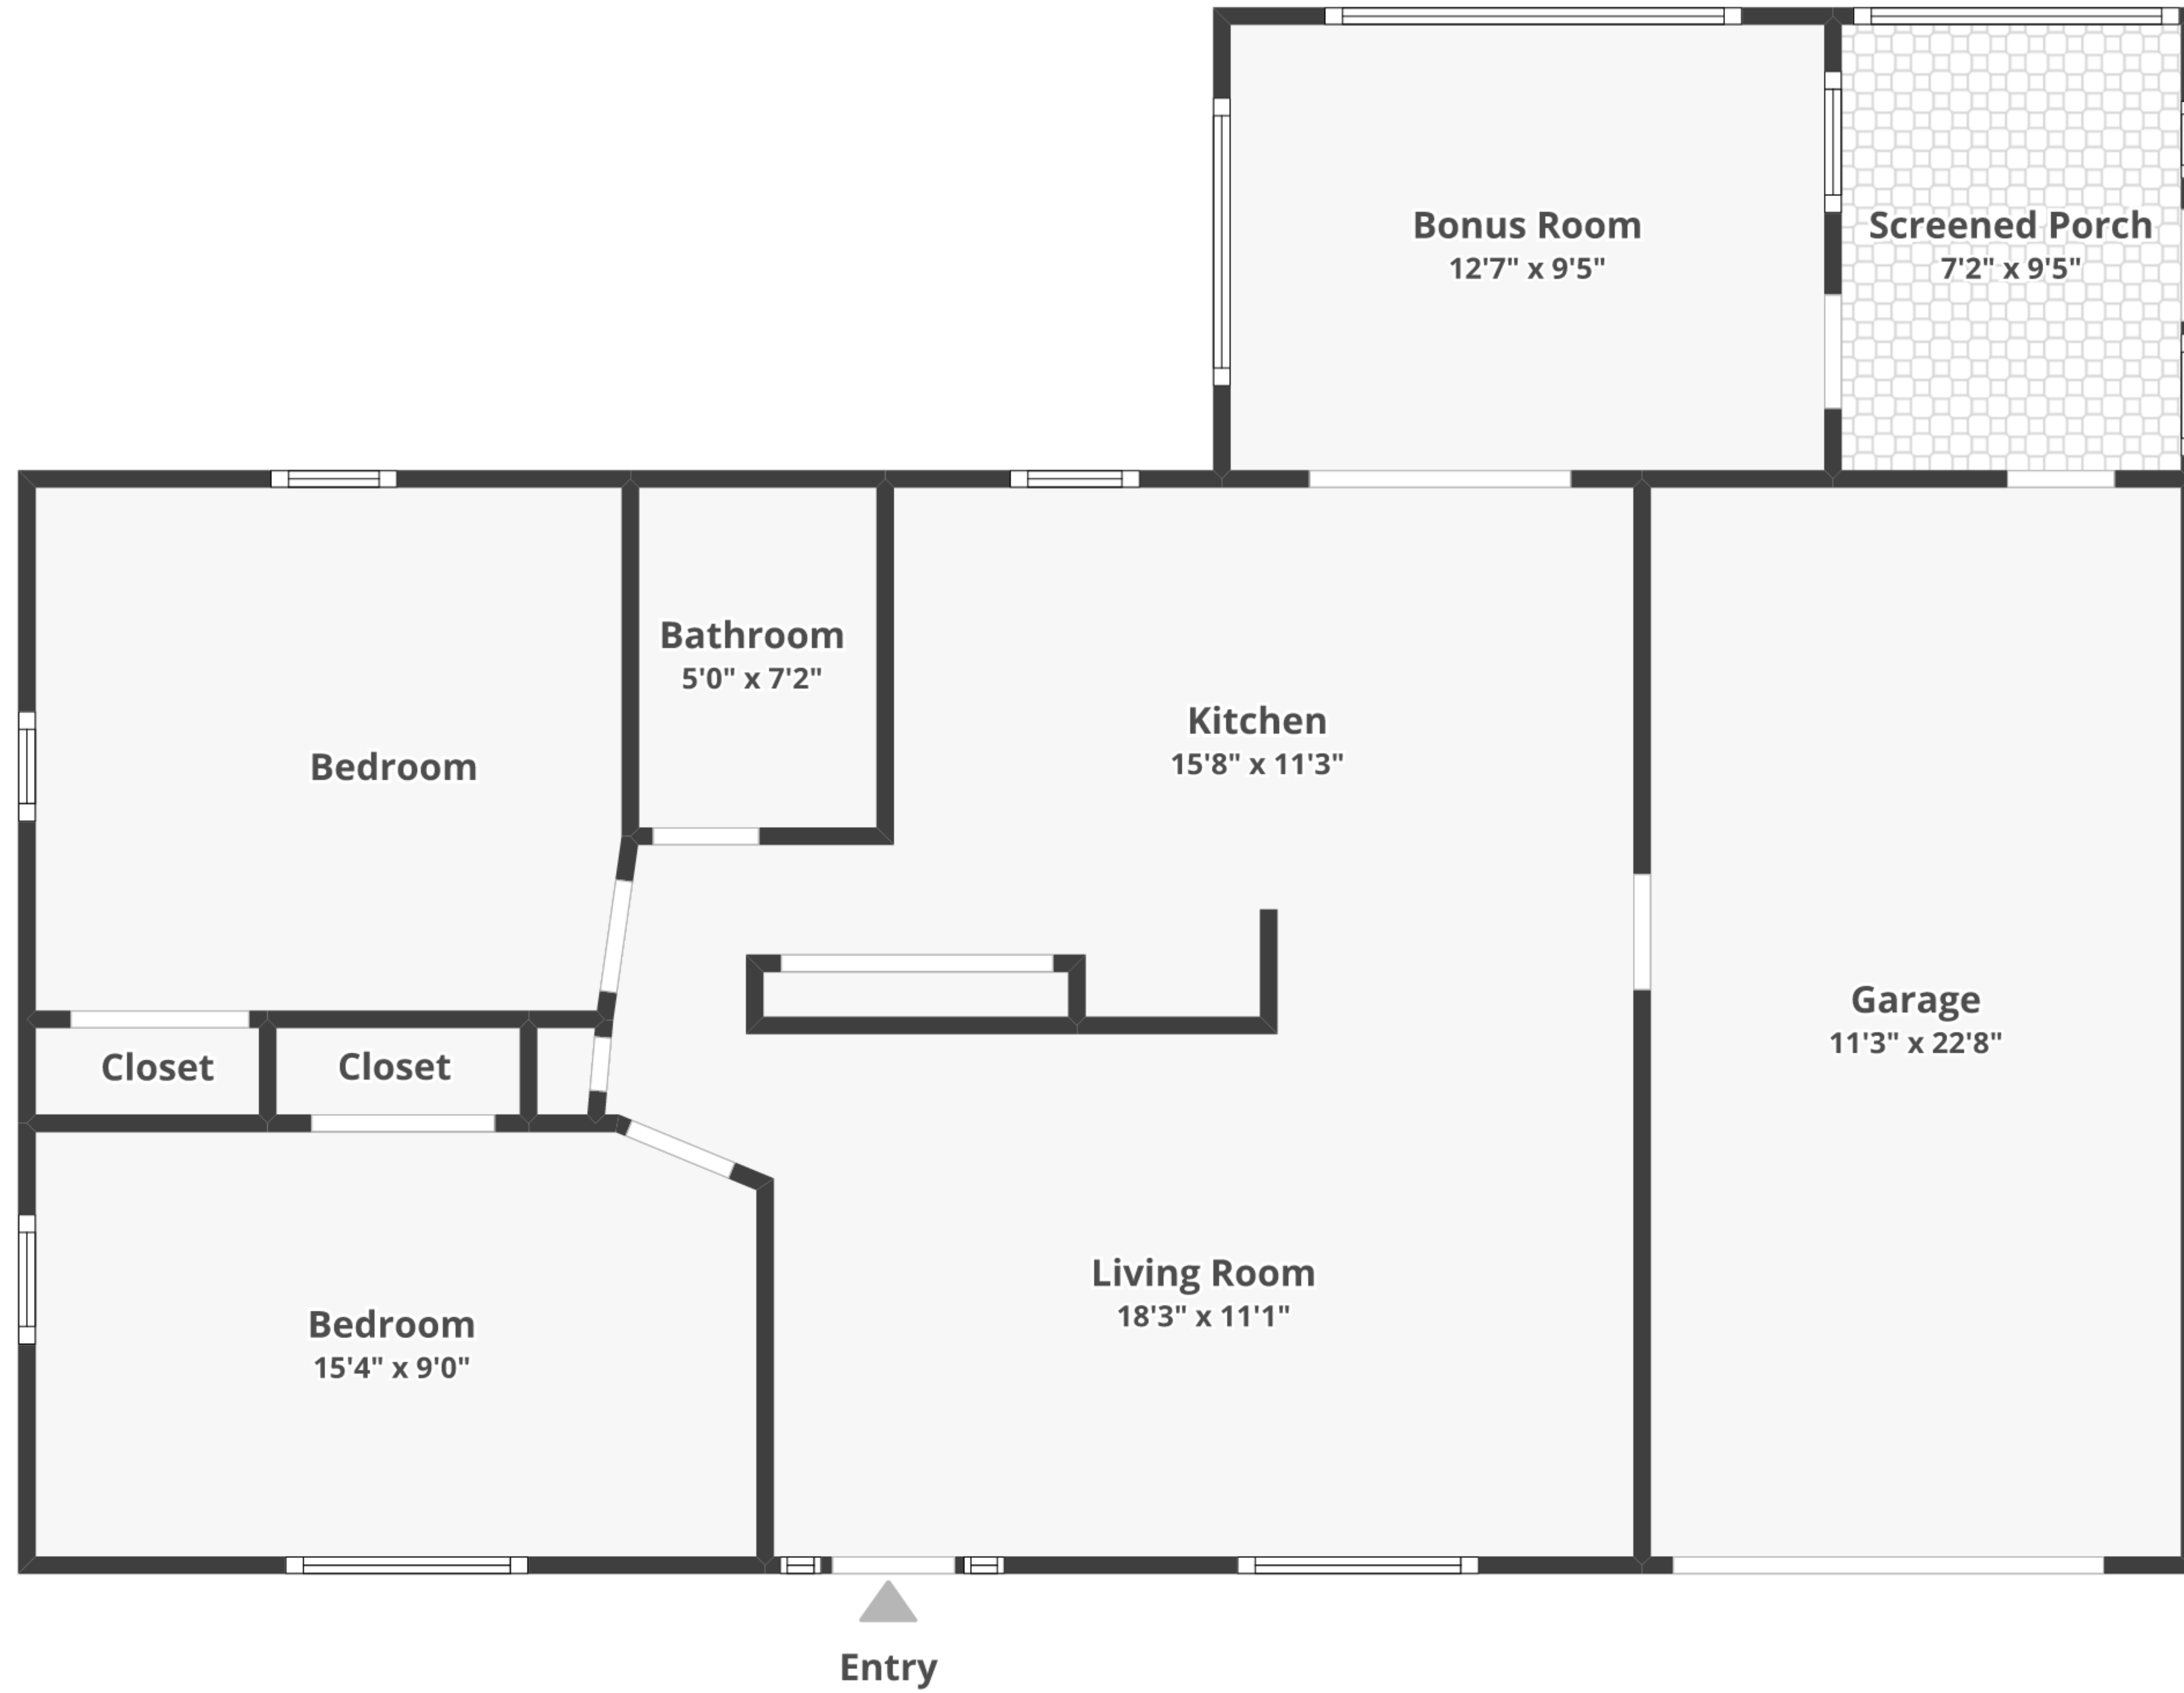 Bonus Room
12'7" x 9'5"
Screened Porch
7'2" x 9'5"
Bathroom
5'0" x 7'2"
Kitchen
15'8" x 11'3"
Bedroom
Garage
11'3" x 22'8"
Closet
Closet
Living Room
18'3" x 11'1"
Bedroom
15'4" x 9'0"
Entry